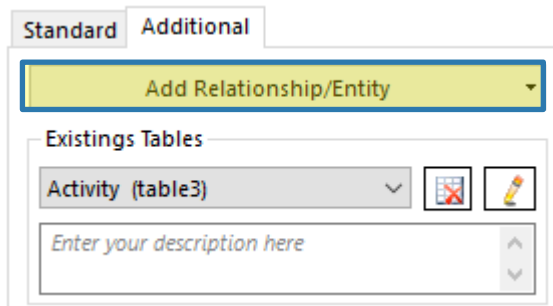 Standard Additional
Add Relationship/Entity
Existings Tables
Activity (table3)
Enter your description here